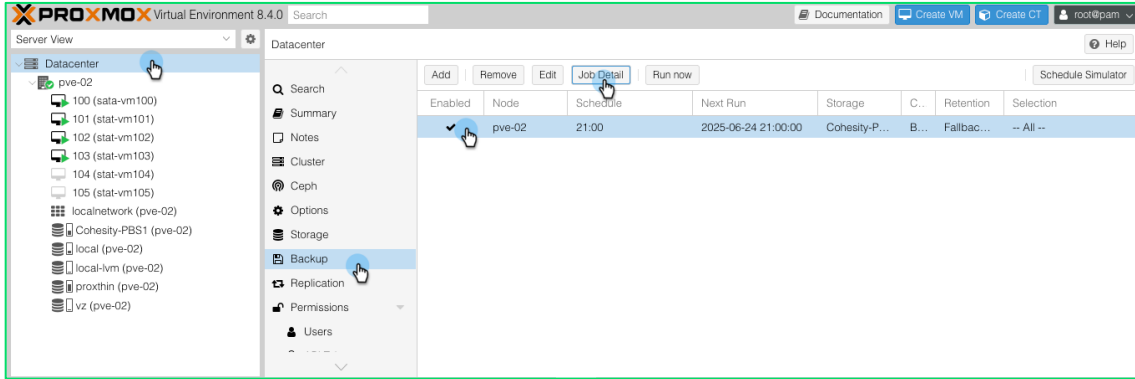 PROXMOX Virtual Environment 8.4.0 Search Documentation Create VM Create CT root@pam
Server View
Datacenter
pve-02
100 (sata-vm100)
101 (stat-vm101)
102 (stat-vm102)
103 (stat-vm103)
104 (stat-vm104)
105 (stat-vm105)
localnetwork (pve-02)
Cohesity-PBS1 (pve-02)
local (pve-02)
local-lvm (pve-02)
proxthin (pve-02)
vz (pve-02)
Datacenter Help
Search
Summary
Notes
Cluster
Ceph
Options
Storage
Backup
Replication
Permissions
Users
Add Remove Edit Job Detail Run now Schedule Simulator
Enabled Node Schedule Next Run Storage C.. Retention Selection
pve-02 21:00 2025-06-24 21:00:00 Cohesity-P... B... Fallbac... -- All --